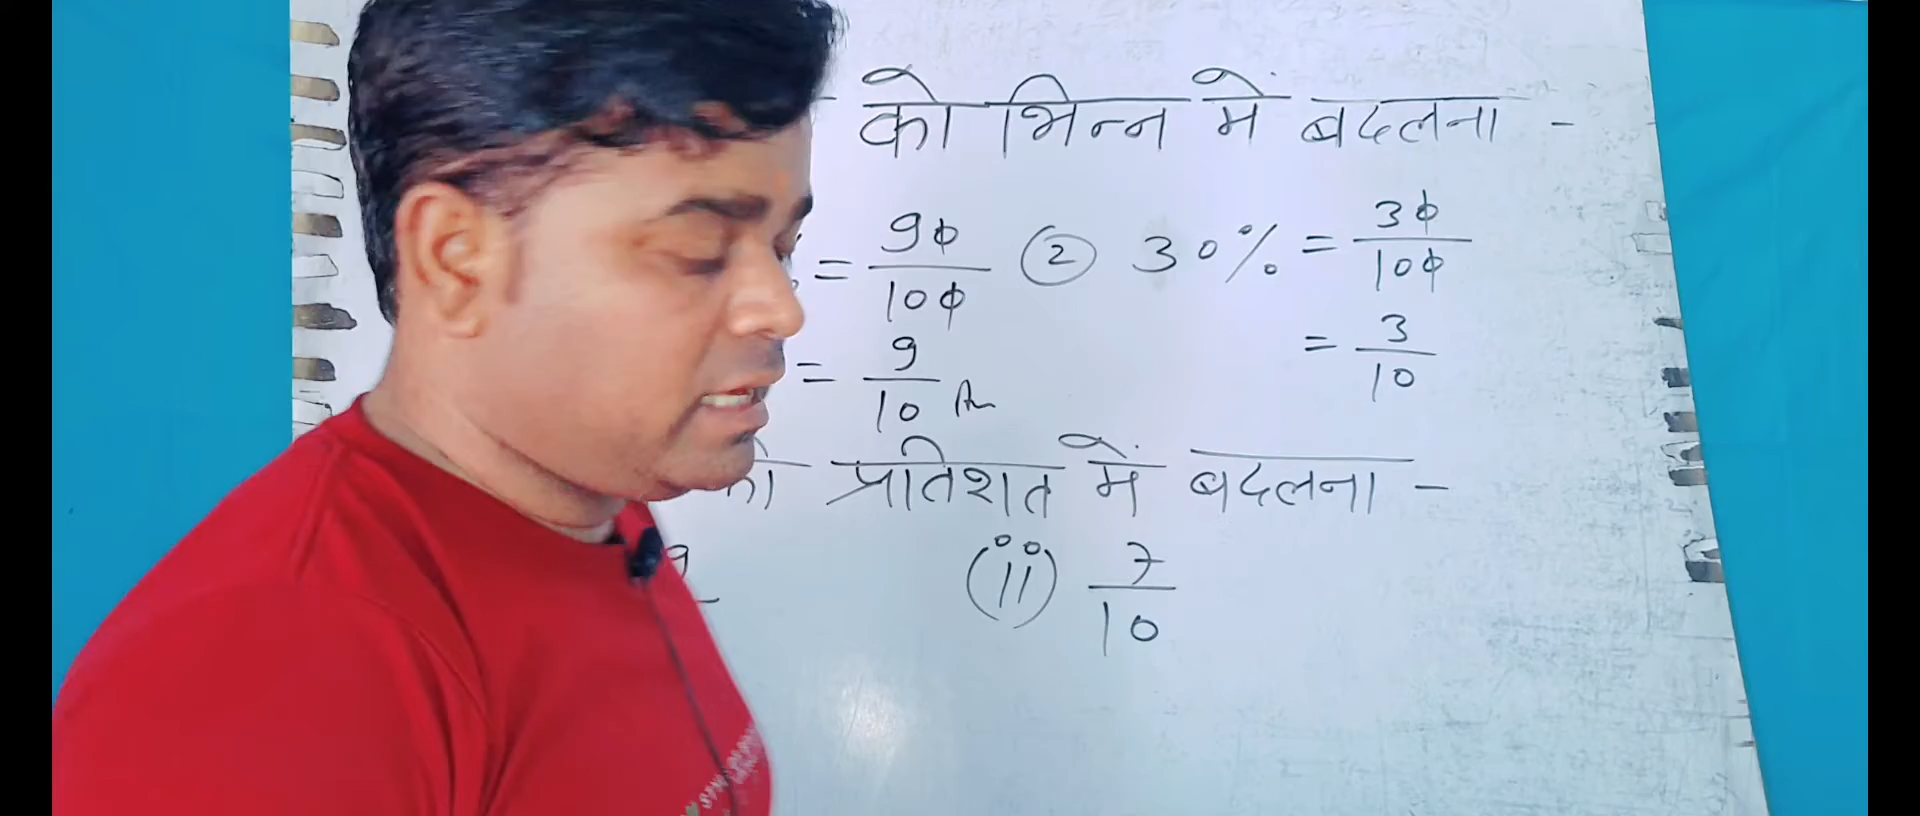 को भिन्न में बदलना -
= 90/100 ② 30% = 30/100
= 9/10 = 3/10
प्रतिशत में बदलना -
(ii) 7/10